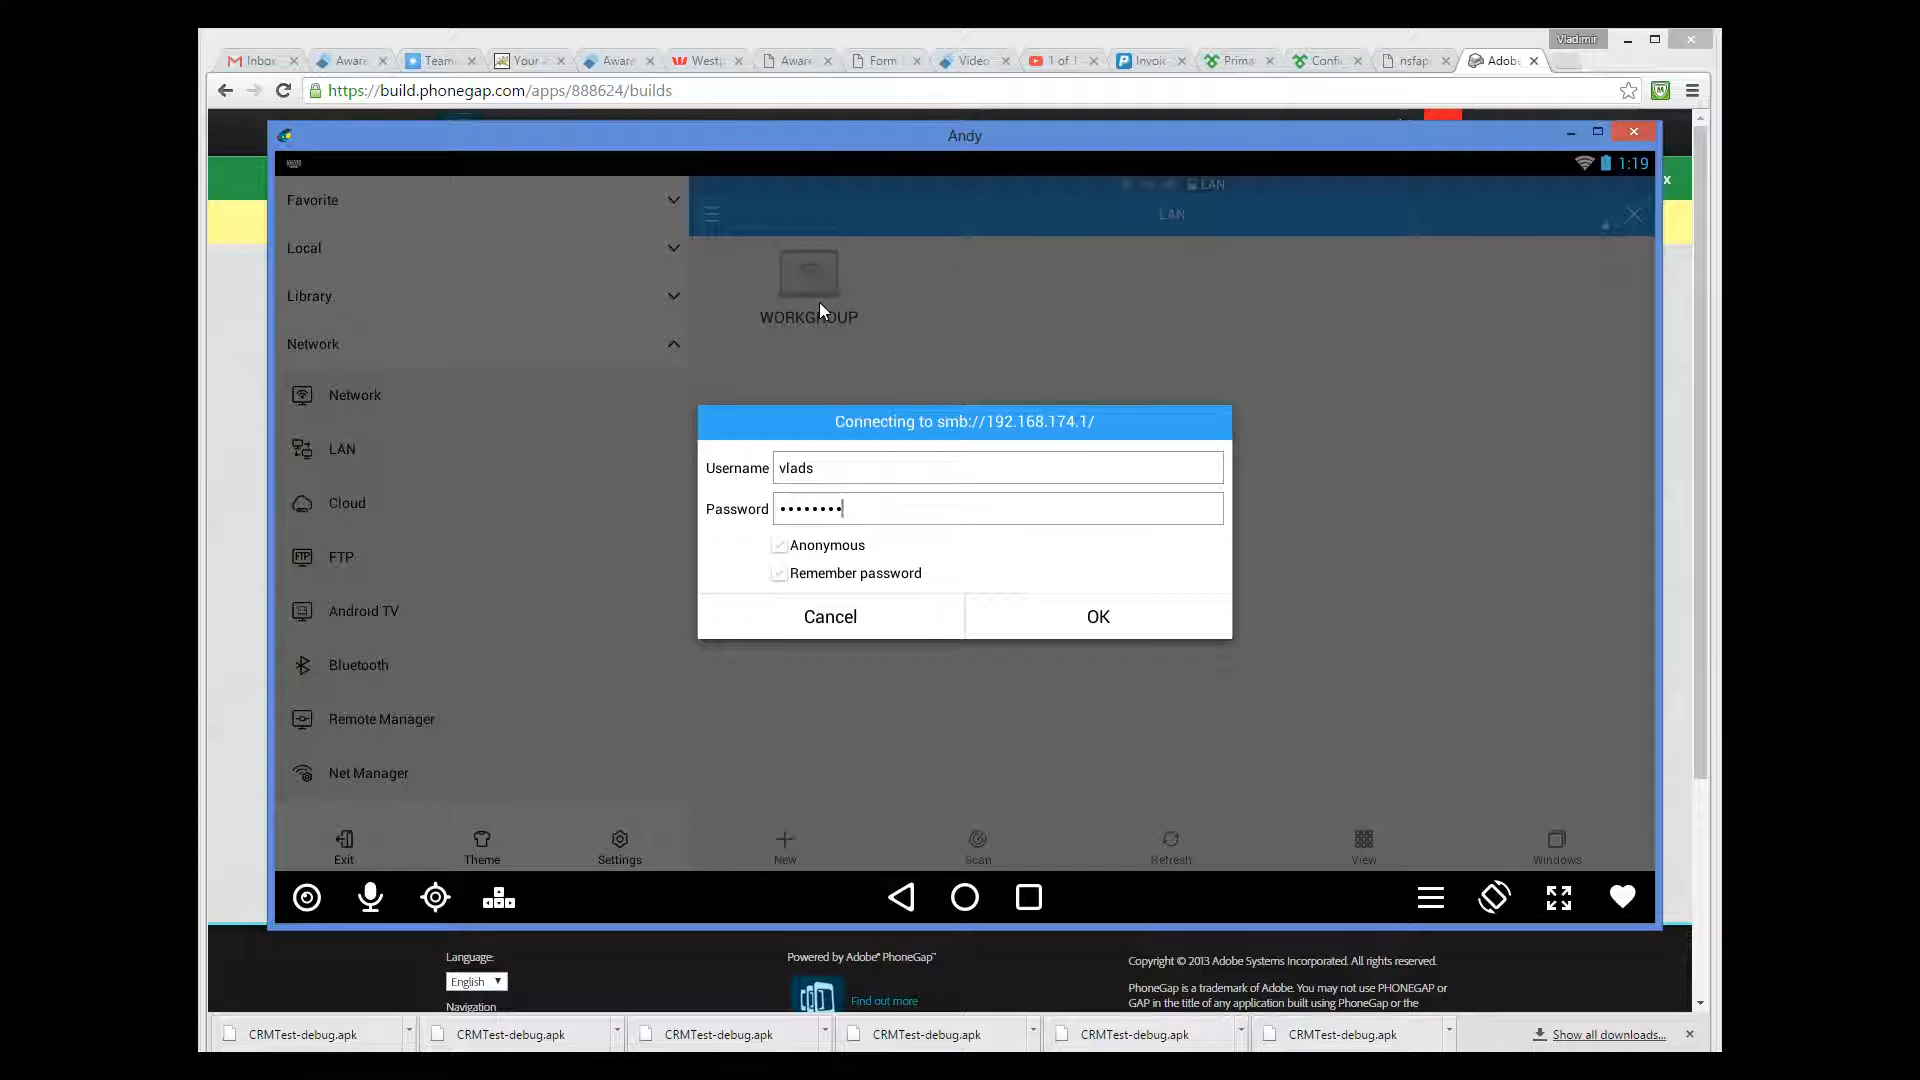 Vladimir
Inbox
Aware
Team
Your
Aware
West
Aware
Form
Video
1 of 1
Invoic
Prima
Confi
nsfap
Adob
https://build.phonegap.com/apps/888624/builds
Andy
1:19
Favorite
LAN
LAN
x
Local
Library
WORKGROUP
Network
Network
LAN
Cloud
FTP
FTP
Android TV
Bluetooth
Remote Manager
Net Manager
Connecting to smb://192.168.174.1/
Username vlads
Password ••••••••
Anonymous
Remember password
Cancel OK
Exit Theme Settings New Scan Refresh View Windows
Language:
English
Navigation
Powered by Adobe® PhoneGap™
Find out more
Copyright © 2013 Adobe Systems Incorporated. All rights reserved.
PhoneGap is a trademark of Adobe. You may not use PHONEGAP or
GAP in the title of any application built using PhoneGap or the
CRMTest-debug.apk
CRMTest-debug.apk
CRMTest-debug.apk
CRMTest-debug.apk
CRMTest-debug.apk
CRMTest-debug.apk
Show all downloads...